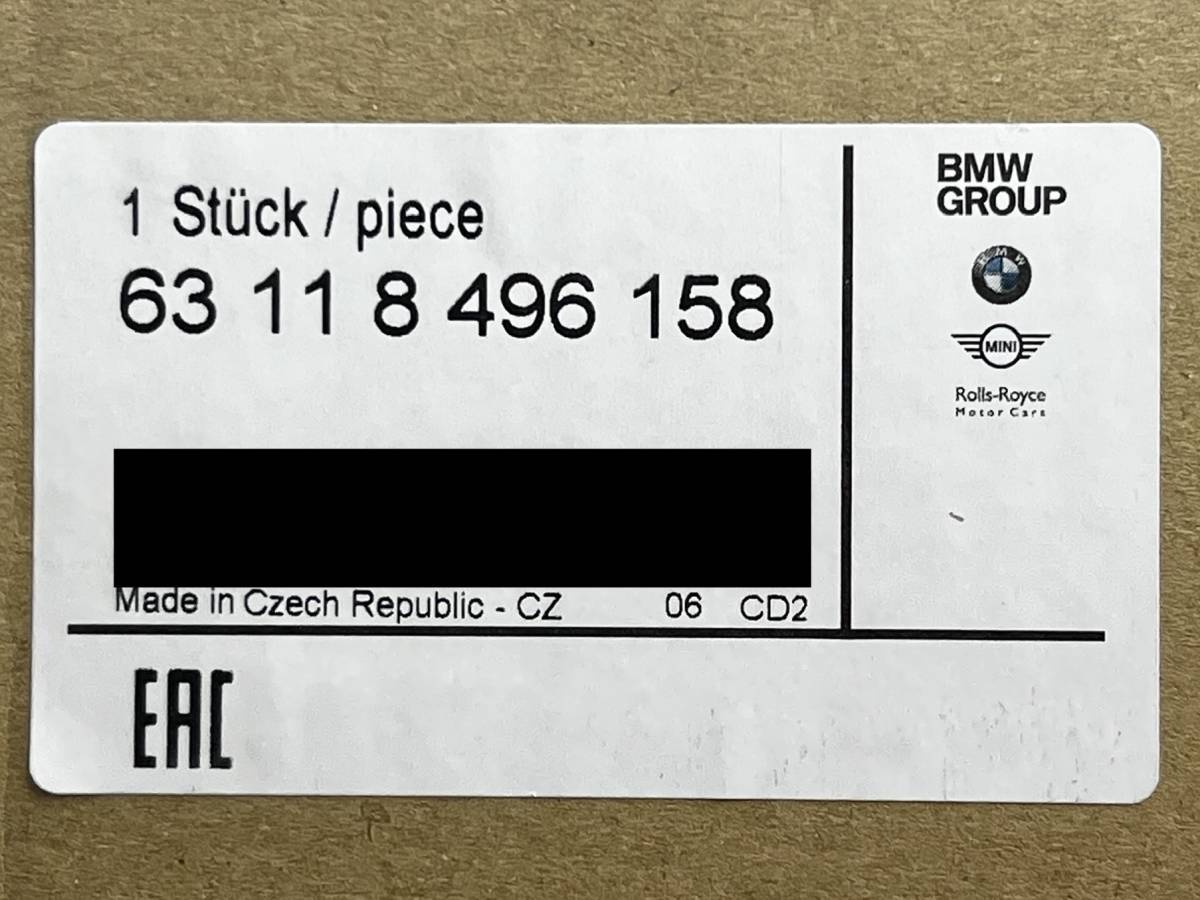 1 Stück / piece
63 11 8 496 158
Made in Czech Republic - CZ 06 CD2
EAC
BMW
GROUP
BMW
MINI
Rolls-Royce
Motor Cars